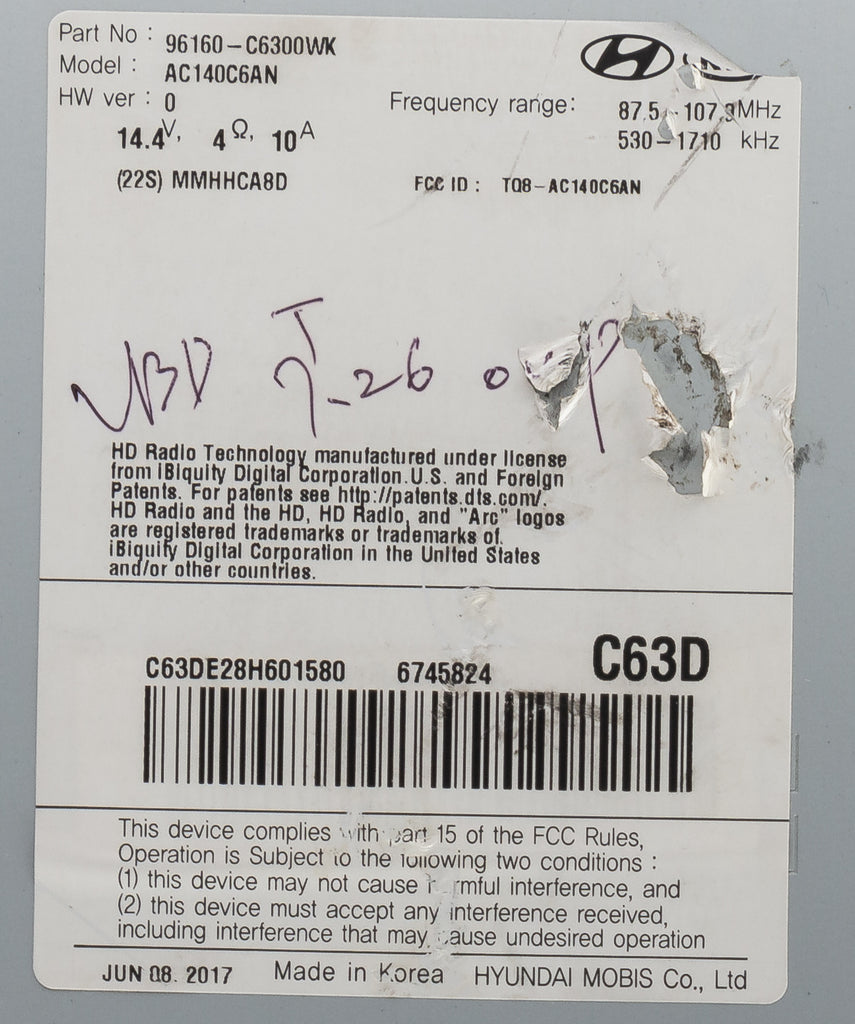 Part No : 96160-C6300WK
Model : AC140C6AN
HW ver : 0
Frequency range: 87.5 - 107.9MHz
530-1710 kHz
14.4V, 4Ω, 10A
(22S) MMHHCA8D FCC ID : TQ8-AC140C6AN
HD Radio Technology manufactured under license
from iBiquity Digital Corporation.U.S. and Foreign
Patents. For patents see http://patents.dts.com/.
HD Radio and the HD, HD Radio, and "Arc" logos
are registered trademarks or trademarks of.
iBiquity Digital Corporation in the United States
and/or other countries.
C63D
C63DE28H601580 6745824
This device complies with part 15 of the FCC Rules,
Operation is Subject to the following two conditions :
(1) this device may not cause rmful interference, and
(2) this device must accept any interference received,
including interference that may cause undesired operation
JUN 08. 2017 Made in Korea HYUNDAI MOBIS Co., Ltd